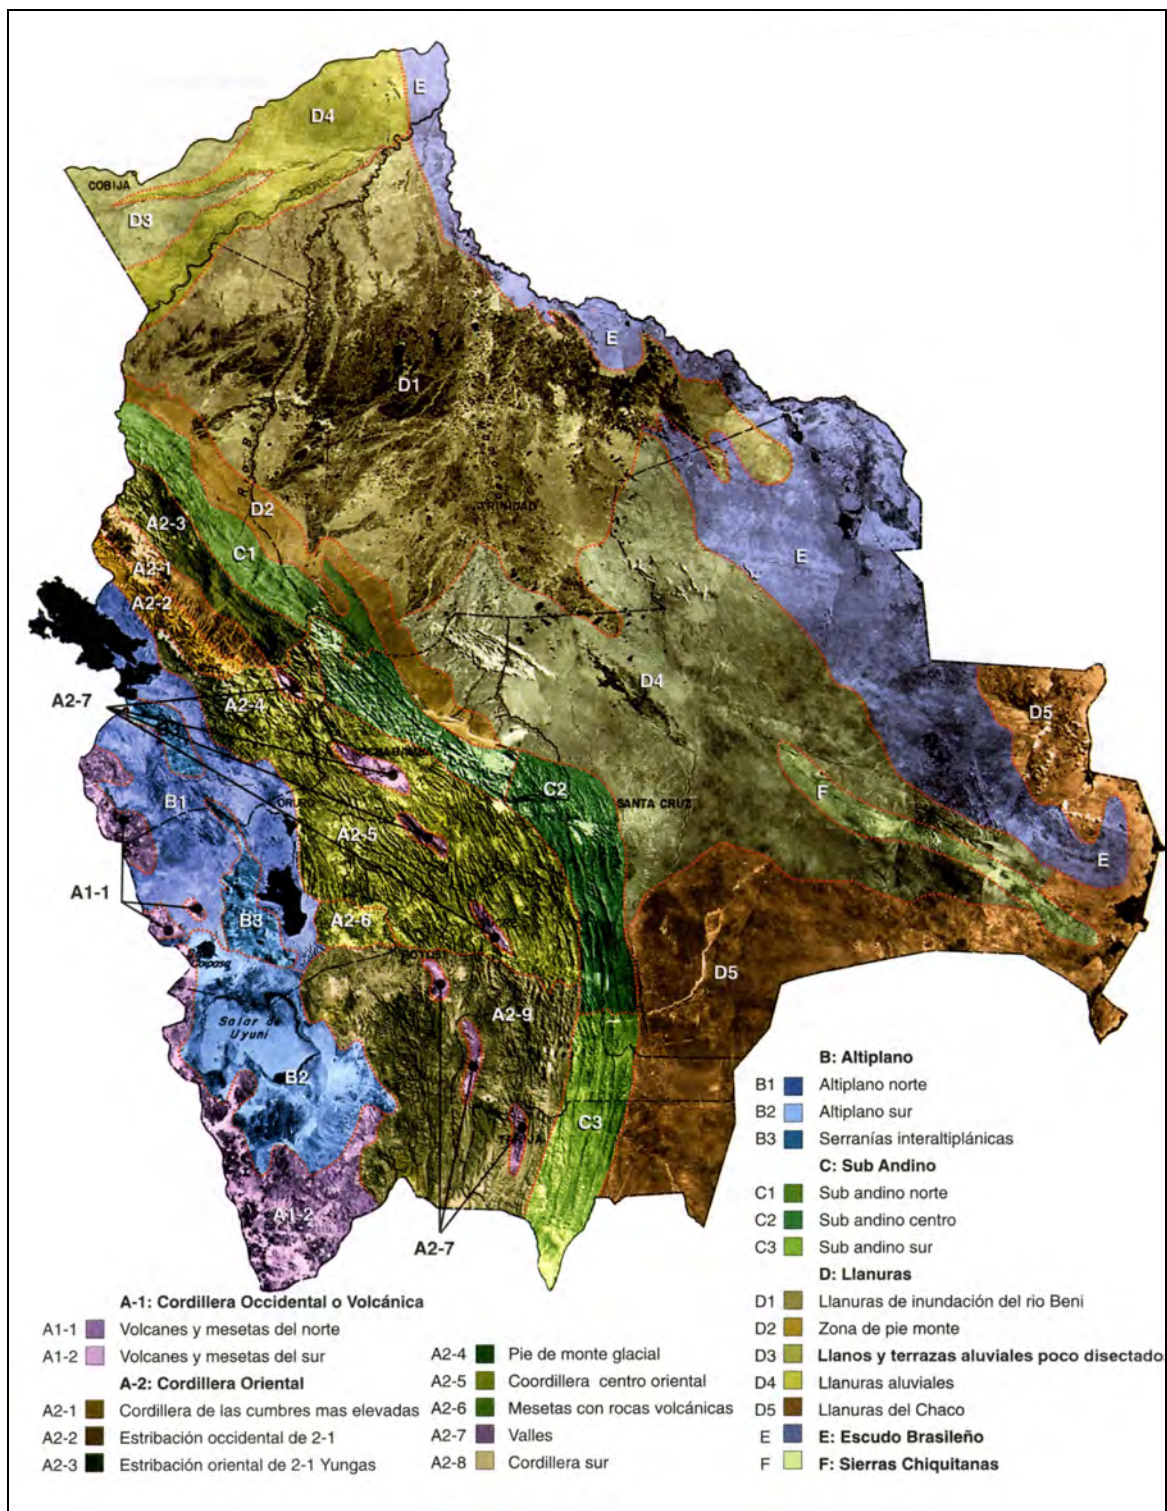 E
D4
COBIJA
D3
E
D1
Rio Beni
TRINIDAD
D2
A2-3
C1
E
A2-1
A2-2
D4
A2-7
A2-4
D5
B3
COCHABAMBA
B1
ORURO
C2
SANTA CRUZ
F
A2-5
E
A1-1
B3
A2-6
POTOSI
D5
Salar de
Uyuni
A2-9
B2
C3
TARIJA
A1-2
A2-7
B: Altiplano
B1 Altiplano norte
B2 Altiplano sur
B3 Serranías interaltiplánicas
C: Sub Andino
C1 Sub andino norte
C2 Sub andino centro
C3 Sub andino sur
D: Llanuras
D1 Llanuras de inundación del rio Beni
D2 Zona de pie monte
D3 Llanos y terrazas aluviales poco disectado
D4 Llanuras aluviales
D5 Llanuras del Chaco
E E: Escudo Brasileño
F F: Sierras Chiquitanas
A-1: Cordillera Occidental o Volcánica
A1-1 Volcanes y mesetas del norte
A1-2 Volcanes y mesetas del sur
A-2: Cordillera Oriental
A2-1 Cordillera de las cumbres mas elevadas
A2-2 Estribación occidental de 2-1
A2-3 Estribación oriental de 2-1 Yungas
A2-4 Pie de monte glacial
A2-5 Coordillera centro oriental
A2-6 Mesetas con rocas volcánicas
A2-7 Valles
A2-8 Cordillera sur